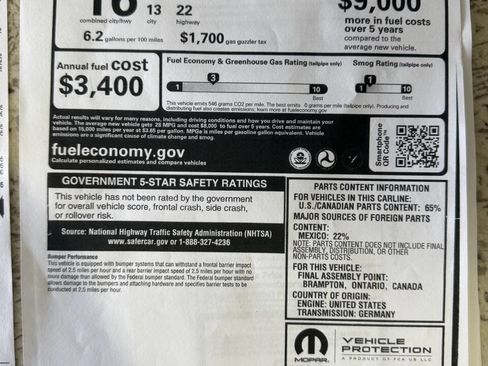 16 13 22 $9,000
combined city/hwy city highway
6.2 gallons per 100 miles $1,700 gas guzzler tax
more in fuel costs
over 5 years
compared to the
average new vehicle.
Annual fuel COST
$3,400
Fuel Economy & Greenhouse Gas Rating (tailpipe only) Smog Rating (tailpipe only)
3 1
1 10 1 10
Best Best
This vehicle emits 546 grams CO2 per mile. The best emits 0 grams per mile (tailpipe only). Producing and
distributing fuel also creates emissions; learn more at fueleconomy.gov
Actual results will vary for many reasons, including driving conditions and how you drive and maintain your
vehicle. The average new vehicle gets 28 MPG and cost $8,000 to fuel over 5 years. Cost estimates are
based on 15,000 miles per year at $3.65 per gallon. MPGe is miles per gasoline gallon equivalent. Vehicle
emissions are a significant cause of climate change and smog.
fueleconomy.gov
Calculate personalized estimates and compare vehicles
Smartphone
QR Code™
GOVERNMENT 5-STAR SAFETY RATINGS
This vehicle has not been rated by the government
for overall vehicle score, frontal crash, side crash,
or rollover risk.
Source: National Highway Traffic Safety Administration (NHTSA)
www.safercar.gov or 1-888-327-4236
Bumper Performance
This vehicle is equipped with bumper systems that can withstand a frontal barrier impact
speed of 2.5 miles per hour and a rear barrier impact speed of 2.5 miles per hour with no
more damage than allowed by the Federal bumper standard. The Federal bumper standard
allows damage to the bumpers and attaching hardware and specifies barrier tests to be
conducted at 2.5 miles per hour.
PARTS CONTENT INFORMATION
FOR VEHICLES IN THIS CARLINE:
U.S./CANADIAN PARTS CONTENT: 65%
MAJOR SOURCES OF FOREIGN PARTS
CONTENT:
MEXICO: 22%
NOTE: PARTS CONTENT DOES NOT INCLUDE FINAL
ASSEMBLY, DISTRIBUTION, OR OTHER
NON-PARTS COSTS.
FOR THIS VEHICLE:
FINAL ASSEMBLY POINT:
BRAMPTON, ONTARIO, CANADA
COUNTRY OF ORIGIN:
ENGINE: UNITED STATES
TRANSMISSION: GERMANY
MOPAR
VEHICLE
PROTECTION
A PRODUCT OF FCA US LLC